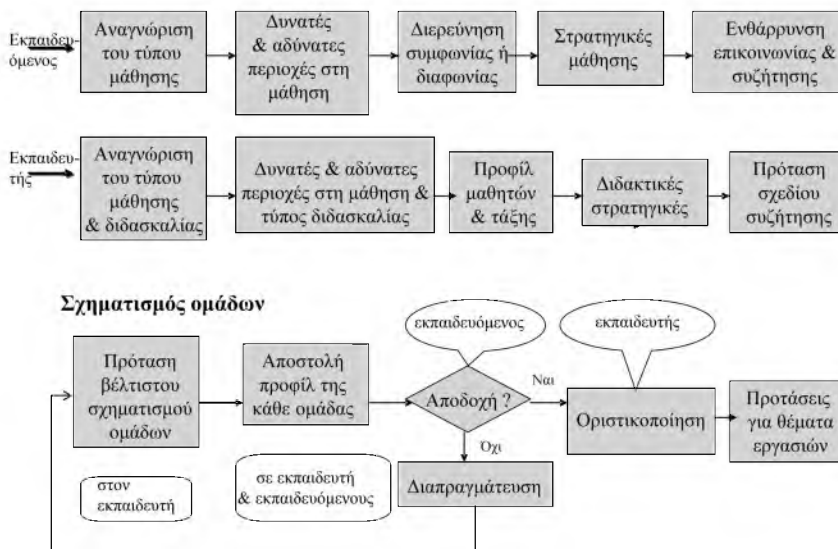 Εκπαιδευ-
όμενος
Αναγνώριση
του τύπου
μάθησης
Δυνατές
& αδύνατες
περιοχές στη
μάθηση
Διερεύνηση
συμφωνίας ή
διαφωνίας
Στρατηγικές
μάθησης
Ενθάρρυνση
επικοινωνίας &
συζήτησης
Εκπαιδευ-
τής
Αναγνώριση
του τύπου
μάθησης
& διδασκαλίας
Δυνατές & αδύνατες
περιοχές στη μάθηση &
τύπος διδασκαλίας
Προφίλ
μαθητών
& τάξης
Διδακτικές
στρατηγικές
Πρόταση
σχεδίου
συζήτησης
Σχηματισμός ομάδων
εκπαιδευόμενος
εκπαιδευτής
Πρόταση
βέλτιστου
σχηματισμού
ομάδων
Αποστολή
προφίλ της
κάθε ομάδας
Αποδοχή ?
Ναι
Οριστικοποίηση
Προτάσεις
για θέματα
εργασιών
Όχι
στον
εκπαιδευτή
σε εκπαιδευτή
& εκπαιδευόμενους
Διαπραγμάτευση